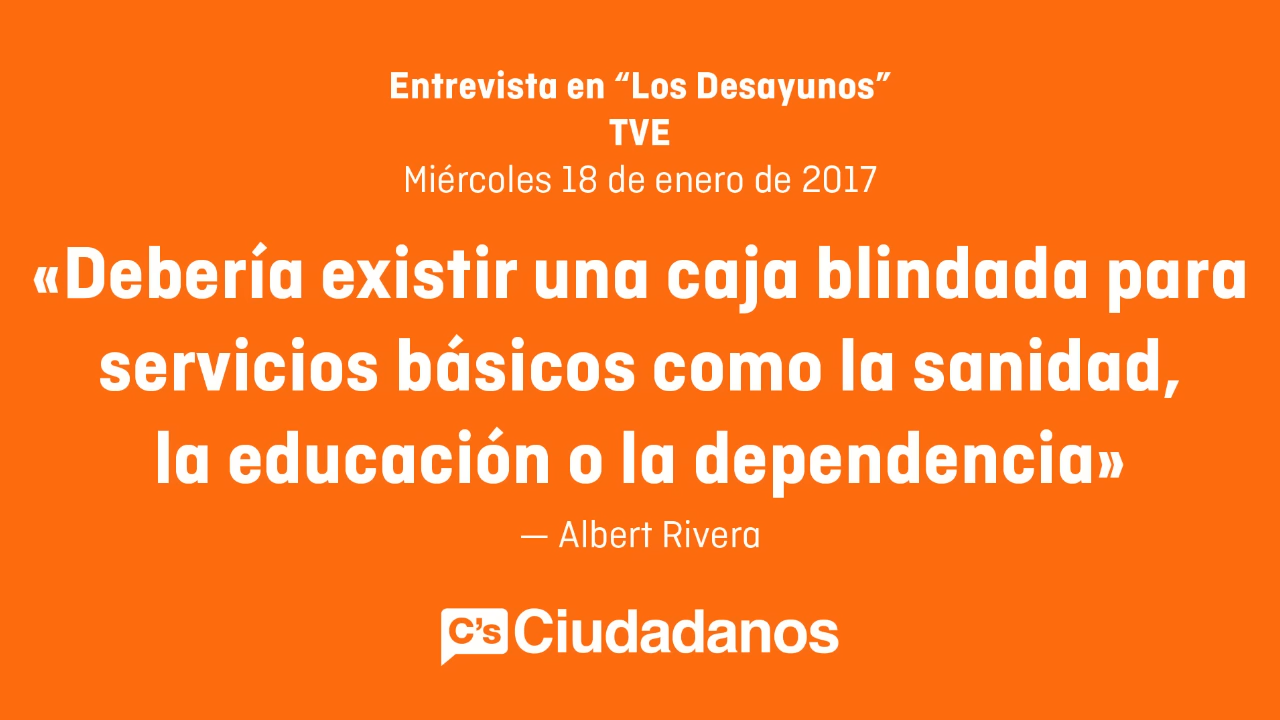 Entrevista en “Los Desayunos”
TVE
Miércoles 18 de enero de 2017
«Debería existir una caja blindada para
servicios básicos como la sanidad,
la educación o la dependencia»
— Albert Rivera
C's Ciudadanos